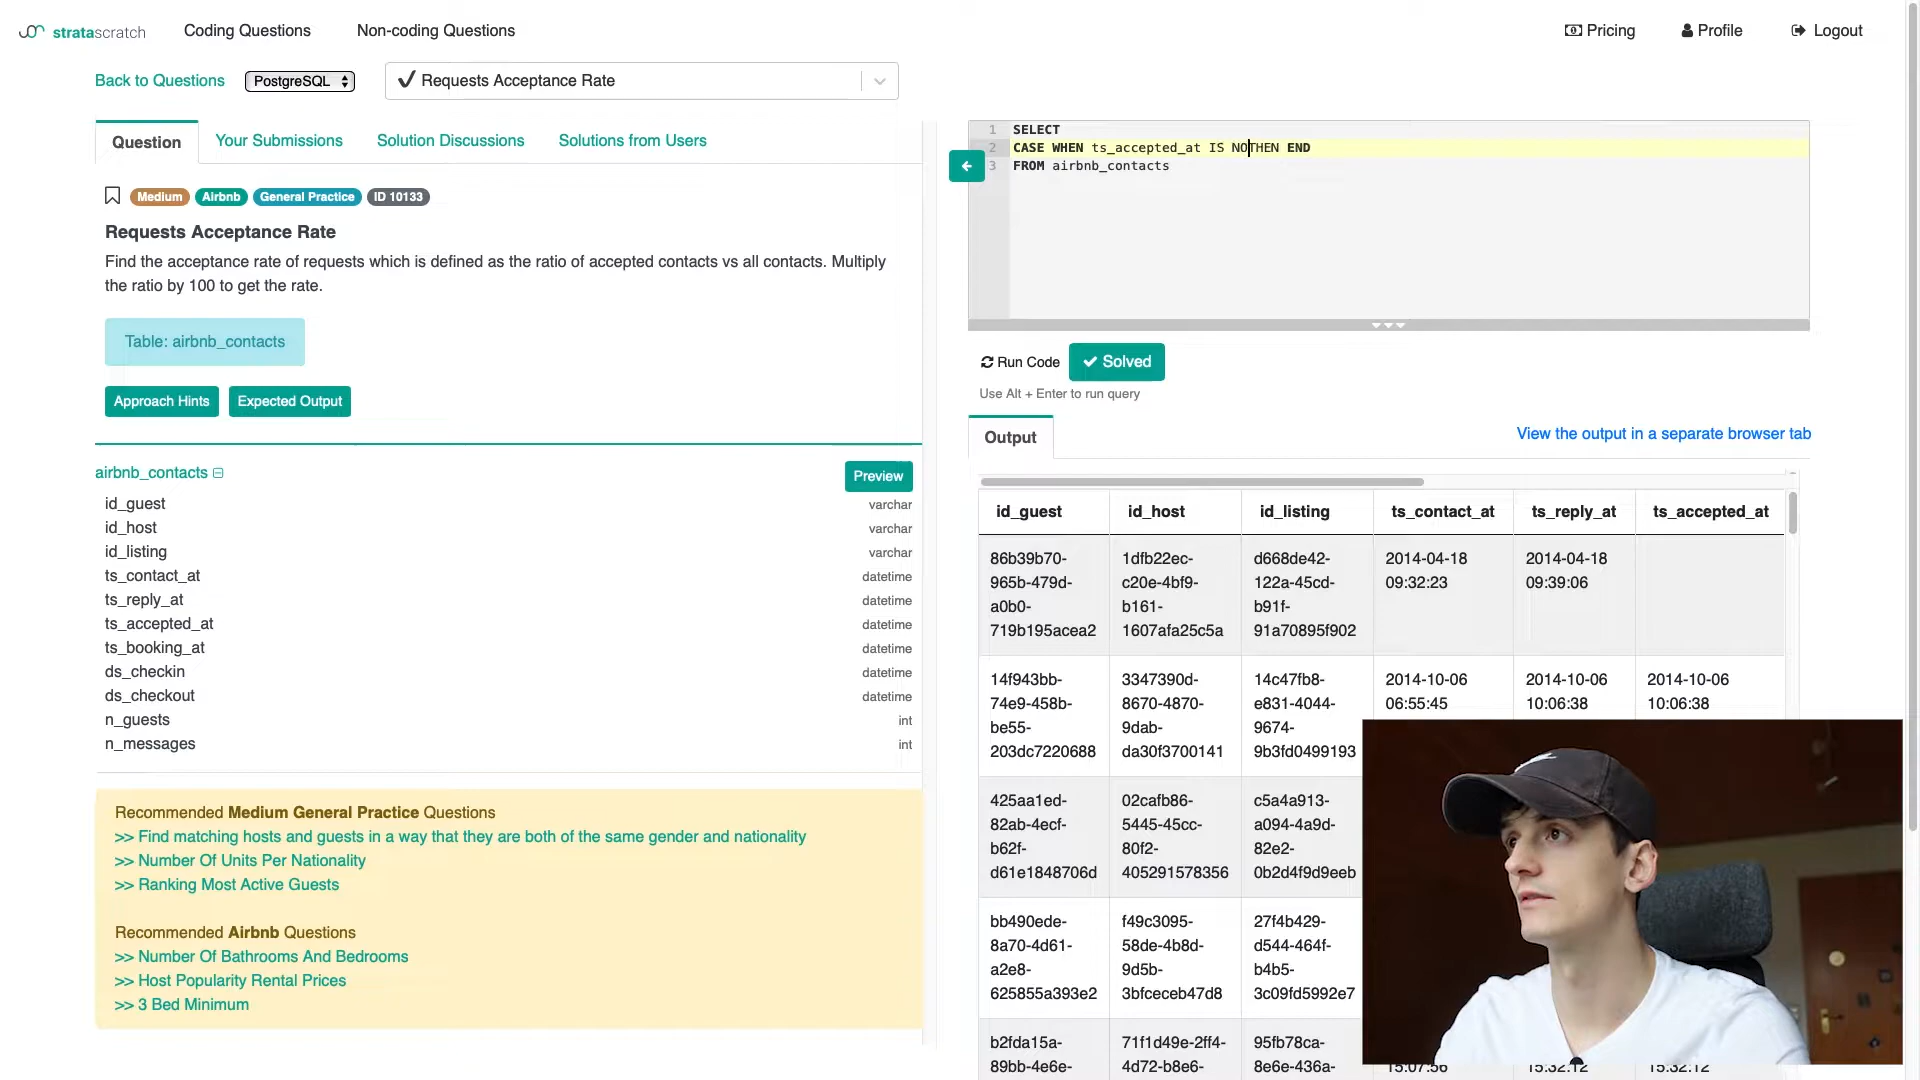 stratascratch
Coding Questions
Non-coding Questions
Pricing
Profile
Logout
Back to Questions
PostgreSQL
Requests Acceptance Rate
Question
Your Submissions
Solution Discussions
Solutions from Users
Medium
Airbnb
General Practice
ID 10133
Requests Acceptance Rate
Find the acceptance rate of requests which is defined as the ratio of accepted contacts vs all contacts. Multiply
the ratio by 100 to get the rate.
Table: airbnb_contacts
Approach Hints
Expected Output
airbnb_contacts
Preview
id_guest varchar
id_host varchar
id_listing varchar
ts_contact_at datetime
ts_reply_at datetime
ts_accepted_at datetime
ts_booking_at datetime
ds_checkin datetime
ds_checkout datetime
n_guests int
n_messages int
Recommended Medium General Practice Questions
>> Find matching hosts and guests in a way that they are both of the same gender and nationality
>> Number Of Units Per Nationality
>> Ranking Most Active Guests
Recommended Airbnb Questions
>> Number Of Bathrooms And Bedrooms
>> Host Popularity Rental Prices
>> 3 Bed Minimum
1 SELECT
2 CASE WHEN ts_accepted_at IS NOTHEN END
3 FROM airbnb_contacts
Run Code
Solved
Use Alt + Enter to run query
Output
View the output in a separate browser tab
id_guest id_host id_listing ts_contact_at ts_reply_at ts_accepted_at
86b39b70- 1dfb22ec- d668de42- 2014-04-18 2014-04-18
965b-479d- c20e-4bf9- 122a-45cd- 09:32:23 09:39:06
a0b0- b161- b91f-
719b195acea2 1607afa25c5a 91a70895f902
14f943bb- 3347390d- 14c47fb8- 2014-10-06 2014-10-06 2014-10-06
74e9-458b- 8670-4870- e831-4044- 06:55:45 10:06:38 10:06:38
be55- 9dab- 9674-
203dc7220688 da30f3700141 9b3fd0499193
425aa1ed- 02cafb86- c5a4a913-
82ab-4ecf- 5445-45cc- a094-4a9d-
b62f- 80f2- 82e2-
d61e1848706d 405291578356 0b2d4f9d9eeb
bb490ede- f49c3095- 27f4b429-
8a70-4d61- 58de-4b8d- d544-464f-
a2e8- 9d5b- b4b5-
625855a393e2 3bfceceb47d8 3c09fd5992e7
b2fda15a- 71f1d49e-2ff4- 95fb78ca-
89bb-4e6e- 4d72-b8e6- 8e6e-436a- 15:07:56 15:32:12 15:32:12